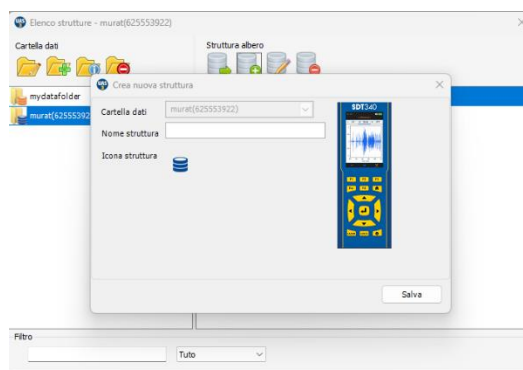 Elenco strutture - murat(625553922)
Cartella dati
Struttura albero
mydatafoldar
murat(62555392
Crea nuova struttura
Cartella dati
murat(625553922)
Nome struttura
Icona struttura
SDT340
Salva
Filtro
Tuto